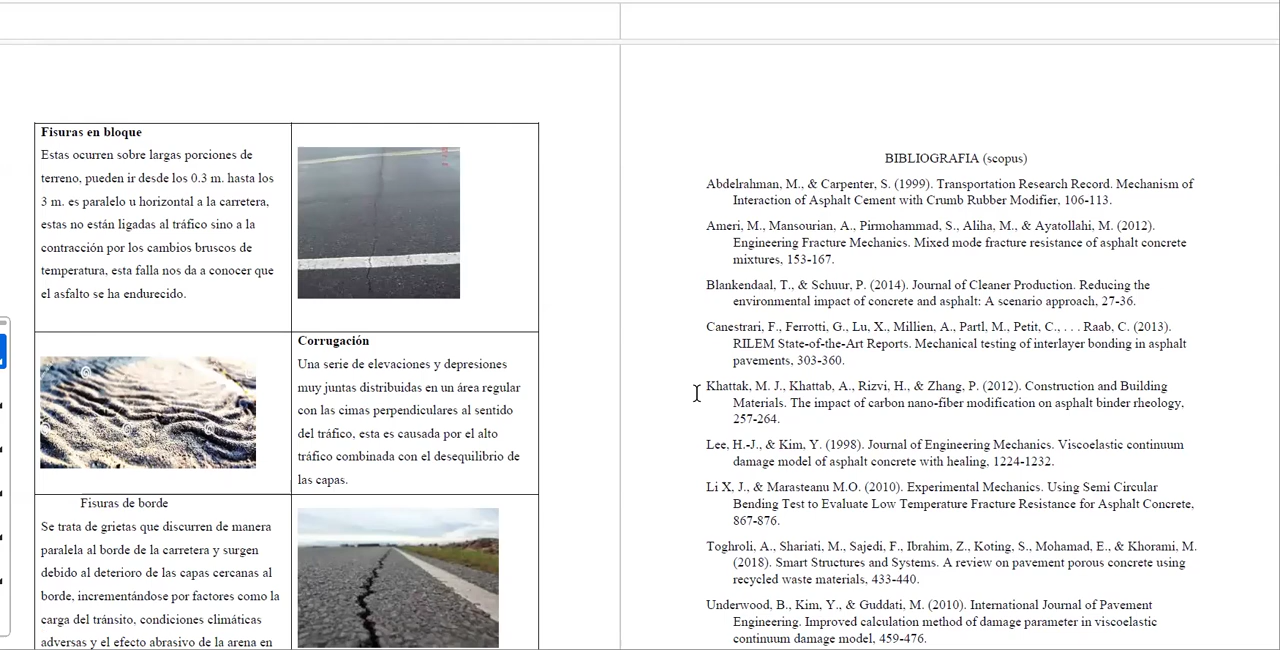 Fisuras en bloque
Estas ocurren sobre largas porciones de
terreno, pueden ir desde los 0.3 m. hasta los
3 m. es paralelo u horizontal a la carretera,
estas no están ligadas al tráfico sino a la
contracción por los cambios bruscos de
temperatura, esta falla nos da a conocer que
el asfalto se ha endurecido.
Corrugación
Una serie de elevaciones y depresiones
muy juntas distribuidas en un área regular
con las cimas perpendiculares al sentido
del tráfico, esta es causada por el alto
tráfico combinada con el desequilibrio de
las capas.
Fisuras de borde
Se trata de grietas que discurren de manera
paralela al borde de la carretera y surgen
debido al deterioro de las capas cercanas al
borde, incrementándose por factores como la
carga del tránsito, condiciones climáticas
adversas y el efecto abrasivo de la arena en
BIBLIOGRAFIA (scopus)
Abdelrahman, M., & Carpenter, S. (1999). Transportation Research Record. Mechanism of
Interaction of Asphalt Cement with Crumb Rubber Modifier, 106-113.
Ameri, M., Mansourian, A., Pirmohammad, S., Aliha, M., & Ayatollahi, M. (2012).
Engineering Fracture Mechanics. Mixed mode fracture resistance of asphalt concrete
mixtures, 153-167.
Blankendaal, T., & Schuur, P. (2014). Journal of Cleaner Production. Reducing the
environmental impact of concrete and asphalt: A scenario approach, 27-36.
Canestrari, F., Ferrotti, G., Lu, X., Millien, A., Partl, M., Petit, C., . . . Raab, C. (2013).
RILEM State-of-the-Art Reports. Mechanical testing of interlayer bonding in asphalt
pavements, 303-360.
Khattak, M. J., Khattab, A., Rizvi, H., & Zhang, P. (2012). Construction and Building
Materials. The impact of carbon nano-fiber modification on asphalt binder rheology,
257-264.
Lee, H.-J., & Kim, Y. (1998). Journal of Engineering Mechanics. Viscoelastic continuum
damage model of asphalt concrete with healing, 1224-1232.
Li X, J., & Marasteanu M.O. (2010). Experimental Mechanics. Using Semi Circular
Bending Test to Evaluate Low Temperature Fracture Resistance for Asphalt Concrete,
867-876.
Toghroli, A., Shariati, M., Sajedi, F., Ibrahim, Z., Koting, S., Mohamad, E., & Khorami, M.
(2018). Smart Structures and Systems. A review on pavement porous concrete using
recycled waste materials, 433-440.
Underwood, B., Kim, Y., & Guddati, M. (2010). International Journal of Pavement
Engineering. Improved calculation method of damage parameter in viscoelastic
continuum damage model, 459-476.